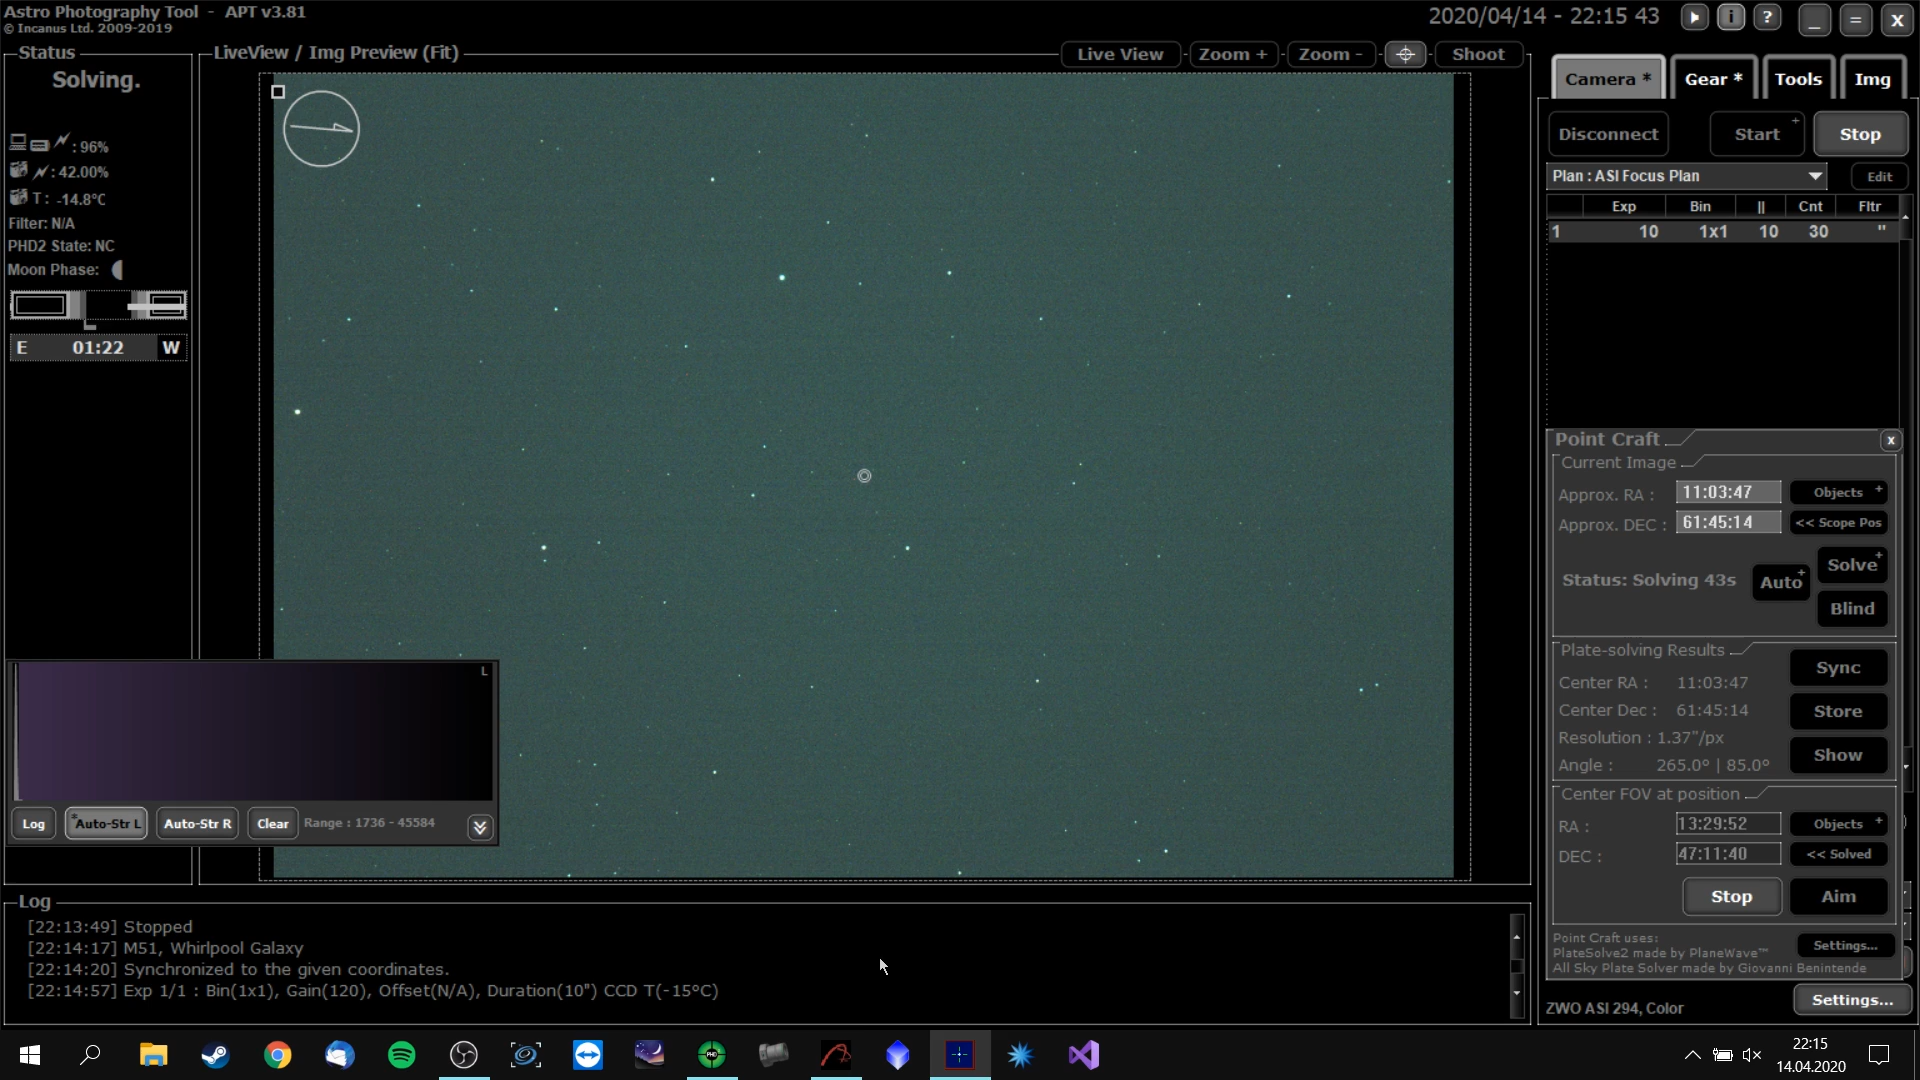 Astro Photography Tool - APT v3.81
© Incanus Ltd. 2009-2019
2020/04/14 - 22:15 43
i
?
_
=
x
Status
Solving.
: 96%
: 42.00%
T : -14.8°C
Filter: N/A
PHD2 State: NC
Moon Phase:
E 01:22 W
LiveView / Img Preview (Fit)
Live View
Zoom +
Zoom -
Shoot
Camera *
Gear *
Tools
Img
Disconnect
Start +
Stop
Plan : ASI Focus Plan
Edit
Exp Bin || Cnt Fltr
1 10 1x1 10 30 "
Point Craft
x
Current Image
Approx. RA : 11:03:47 Objects +
Approx. DEC : 61:45:14 << Scope Pos
Status: Solving 43s Auto + Solve +
Blind
Plate-solving Results
Sync
Center RA : 11:03:47
Center Dec : 61:45:14
Store
Resolution : 1.37"/px
Show
Angle : 265.0° | 85.0°
Center FOV at position
RA : 13:29:52 Objects +
DEC : 47:11:40 << Solved
Stop
Aim
Point Craft uses:
PlateSolve2 made by PlaneWave™
All Sky Plate Solver made by Giovanni Benintende
Settings...
ZWO ASI 294, Color
Settings...
L
Log
*Auto-Str L
Auto-Str R
Clear
Range : 1736 - 45584
Log
[22:13:49] Stopped
[22:14:17] M51, Whirlpool Galaxy
[22:14:20] Synchronized to the given coordinates.
[22:14:57] Exp 1/1 : Bin(1x1), Gain(120), Offset(N/A), Duration(10") CCD T(-15°C)
PHD
22:15
14.04.2020